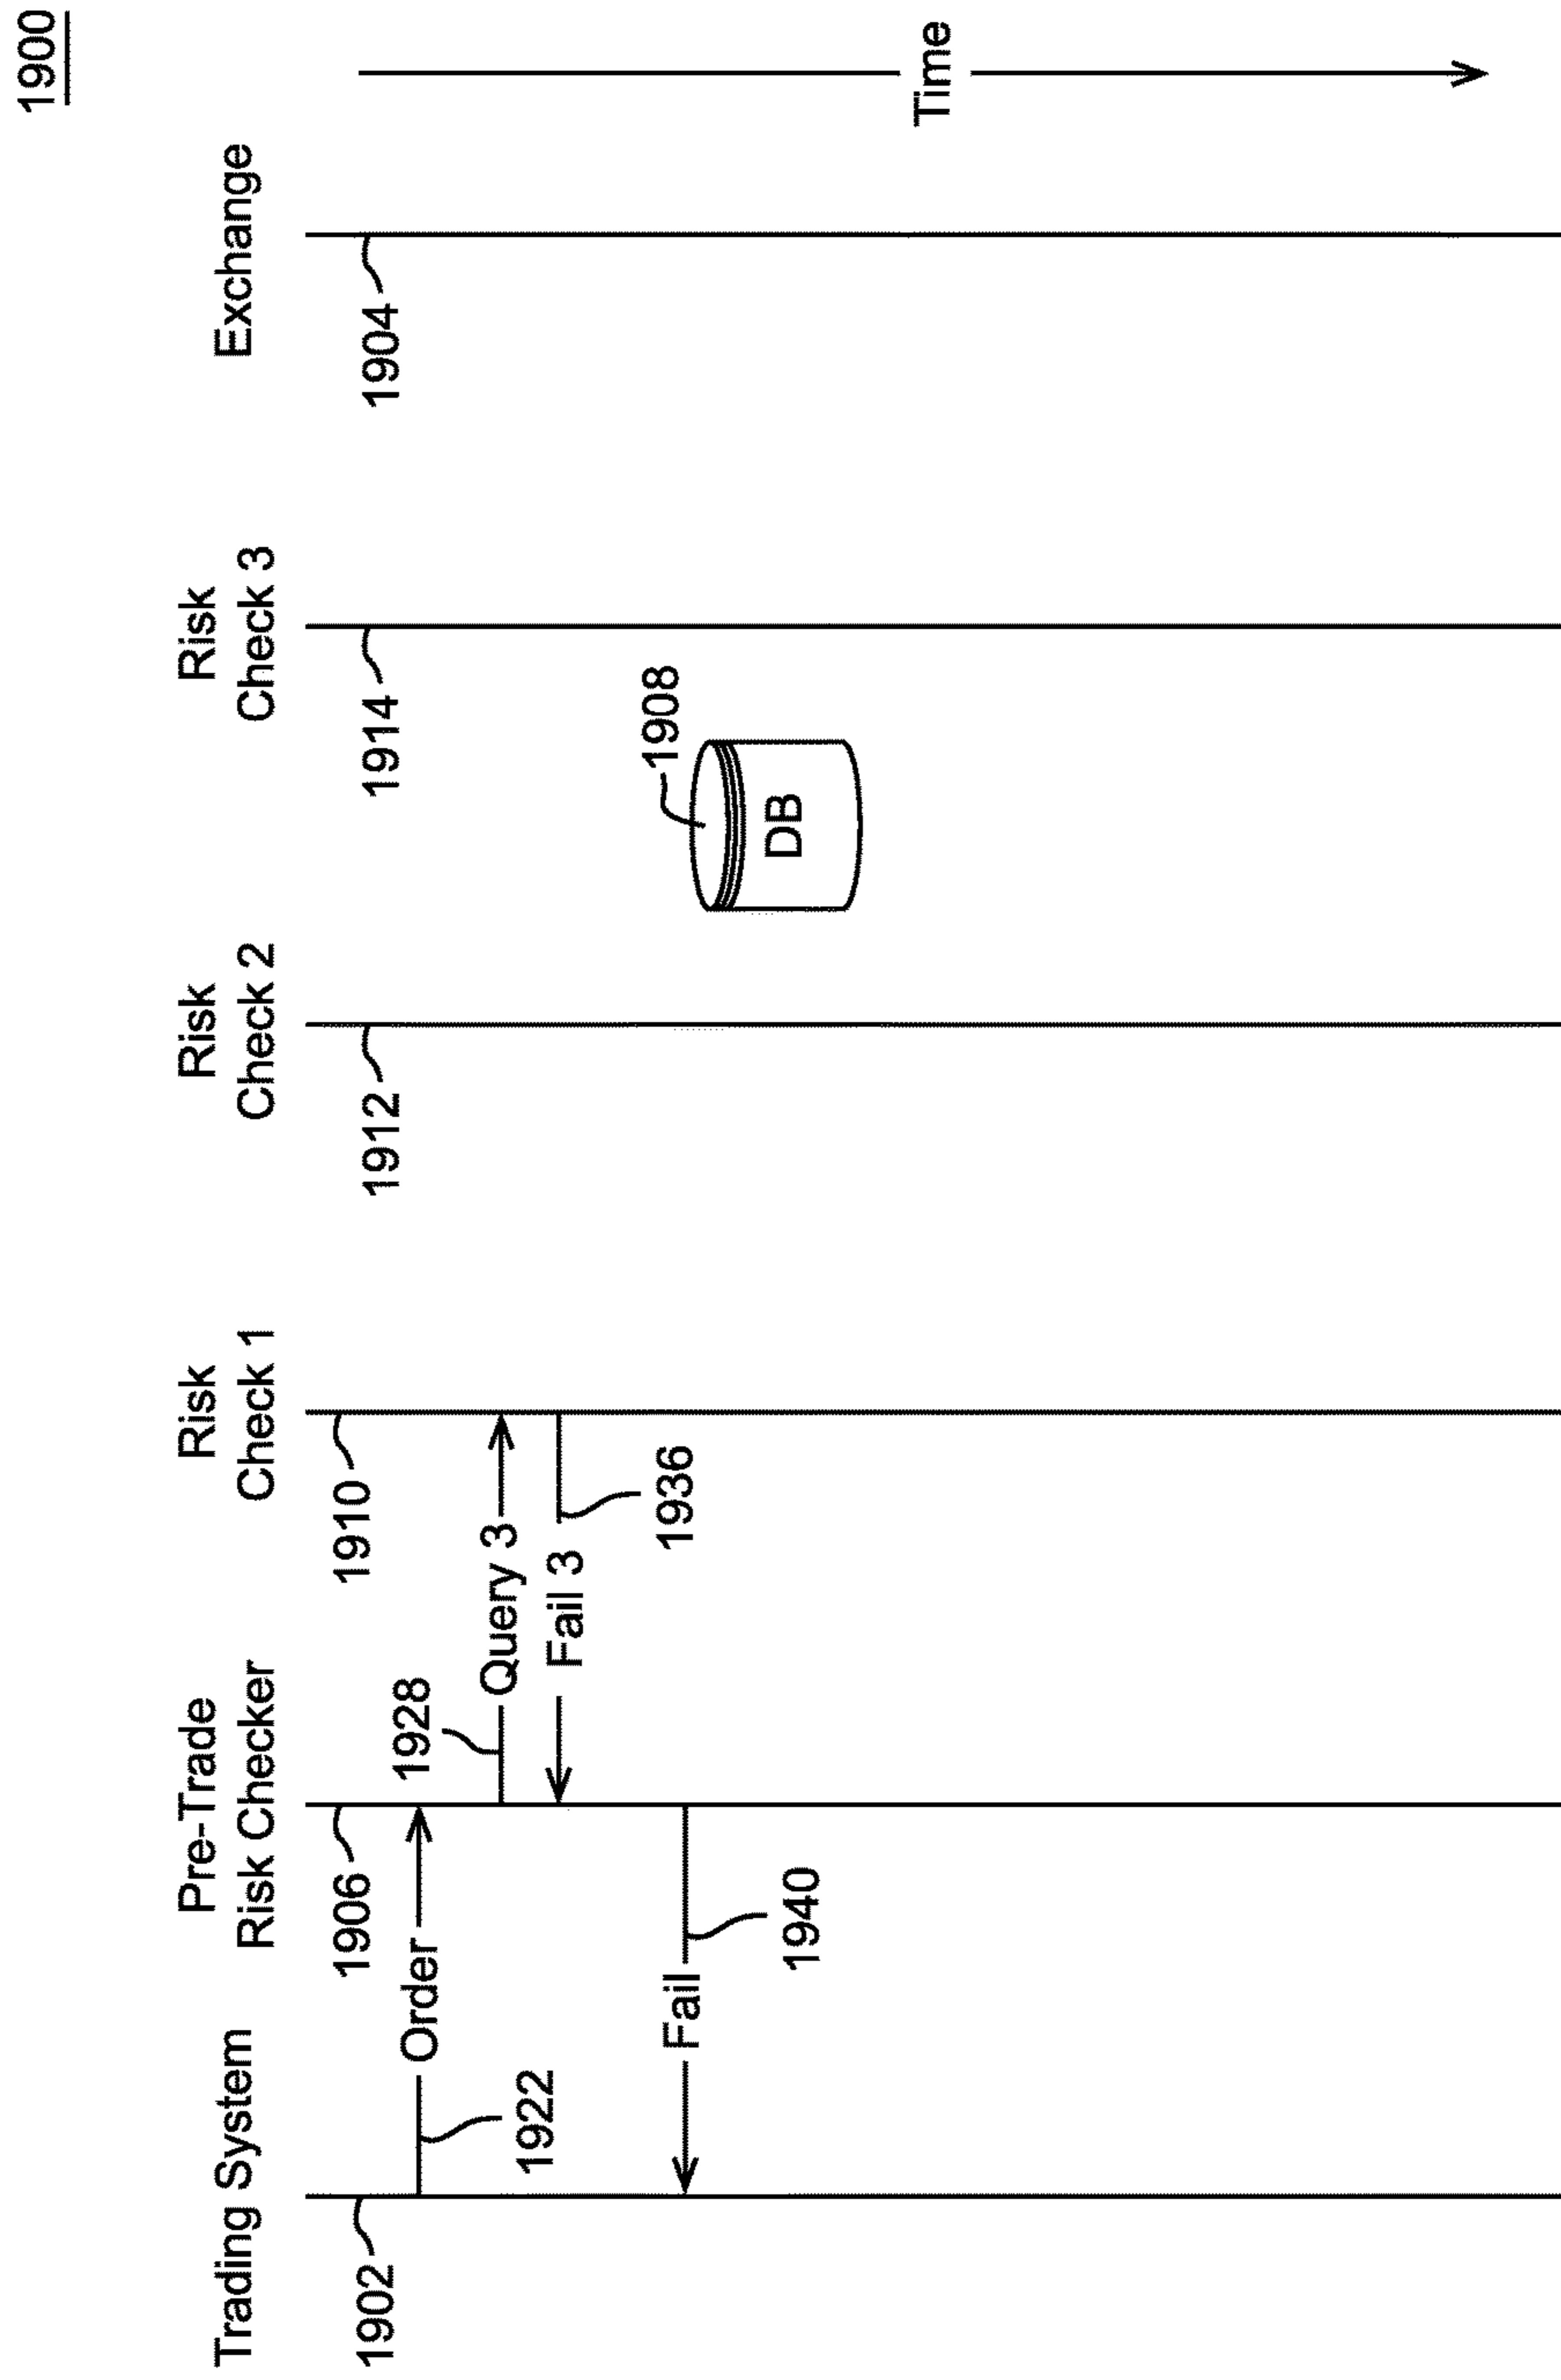 1900
Trading System
Pre-Trade
Risk Checker
Risk
Check 1
Risk
Check 2
Risk
Check 3
Exchange
1902
1906
1910
1912
1914
1904
Order
1922
1928
Query 3
Fail 3
1936
Fail
1940
1908
DB
Time